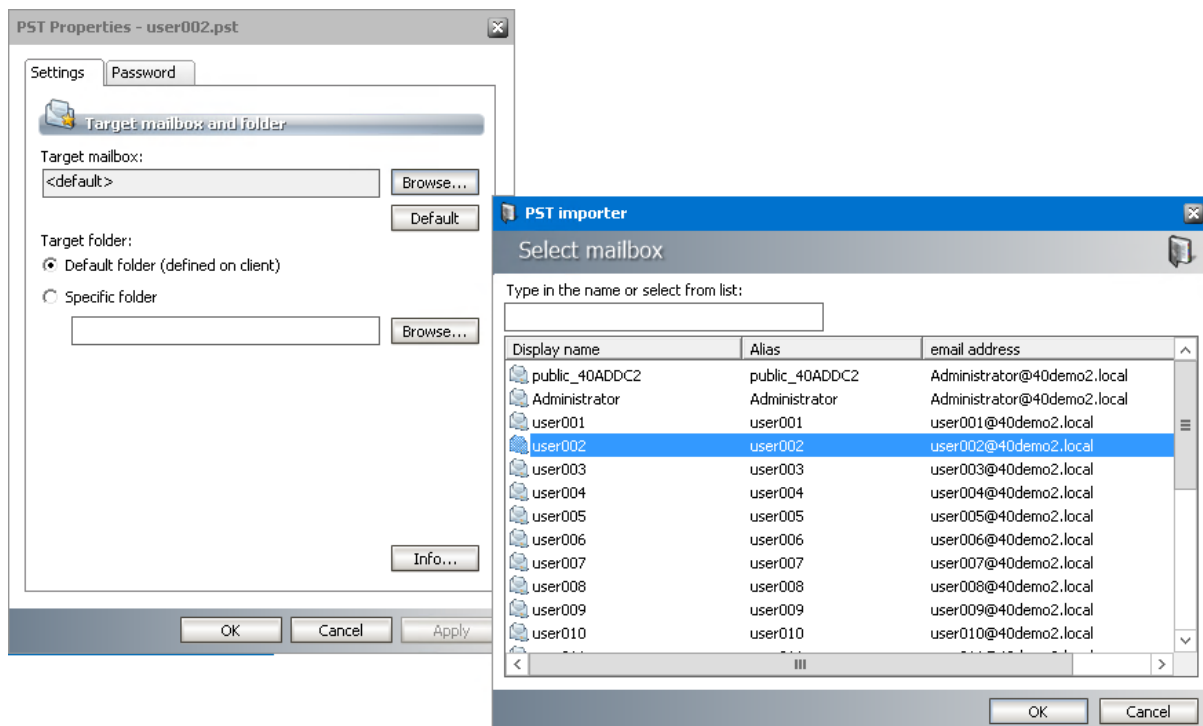 PST Properties - user002.pst
Settings Password
Target mailbox and folder
Target mailbox:
<default> Browse...
Default
Target folder:
Default folder (defined on client)
Specific folder
Browse...
Info...
OK Cancel Apply
PST importer
Select mailbox
Type in the name or select from list:
Display name Alias email address
public_40ADDC2 public_40ADDC2 Administrator@40demo2.local
Administrator Administrator Administrator@40demo2.local
user001 user001 user001@40demo2.local
user002 user002 user002@40demo2.local
user003 user003 user003@40demo2.local
user004 user004 user004@40demo2.local
user005 user005 user005@40demo2.local
user006 user006 user006@40demo2.local
user007 user007 user007@40demo2.local
user008 user008 user008@40demo2.local
user009 user009 user009@40demo2.local
user010 user010 user010@40demo2.local
OK Cancel